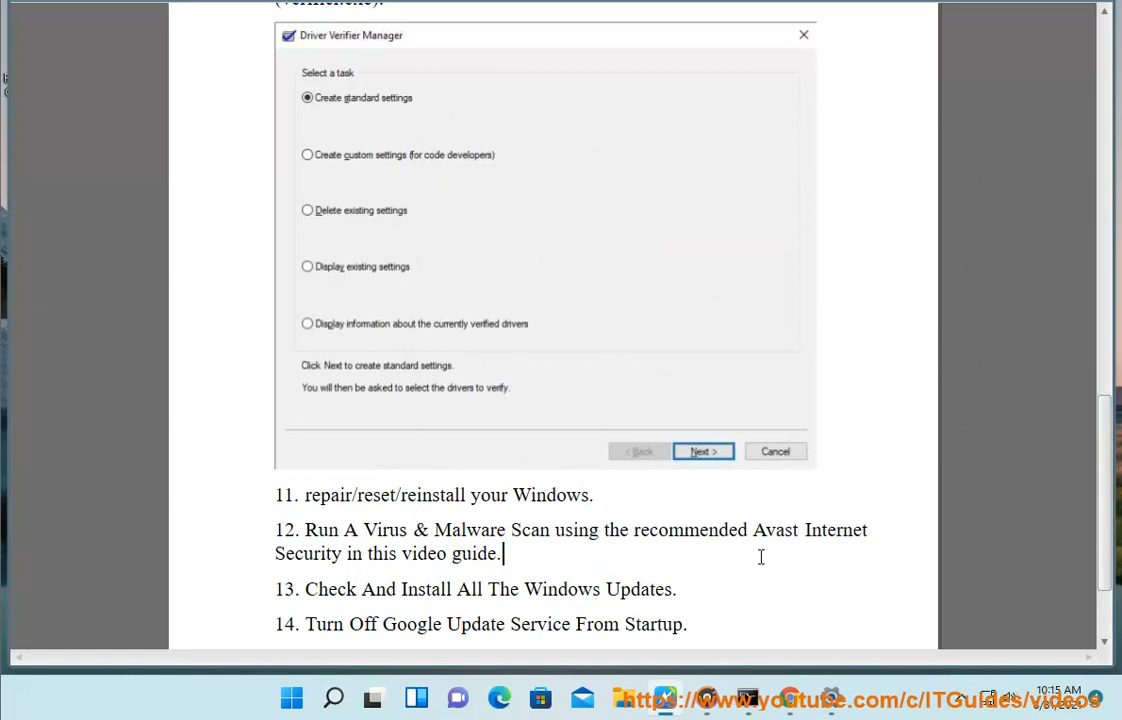 Driver Verifier Manager
Select a task
Create standard settings
Create custom settings (for code developers)
Delete existing settings
Display existing settings
Display information about the currently verified drivers
Click Next to create standard settings.
You will then be asked to select the drivers to verify.
< Back Next > Cancel
11. repair/reset/reinstall your Windows.
12. Run A Virus & Malware Scan using the recommended Avast Internet
Security in this video guide.
13. Check And Install All The Windows Updates.
14. Turn Off Google Update Service From Startup.
10:15 AM
https://www.youtube.com/c/ITGuides/videos